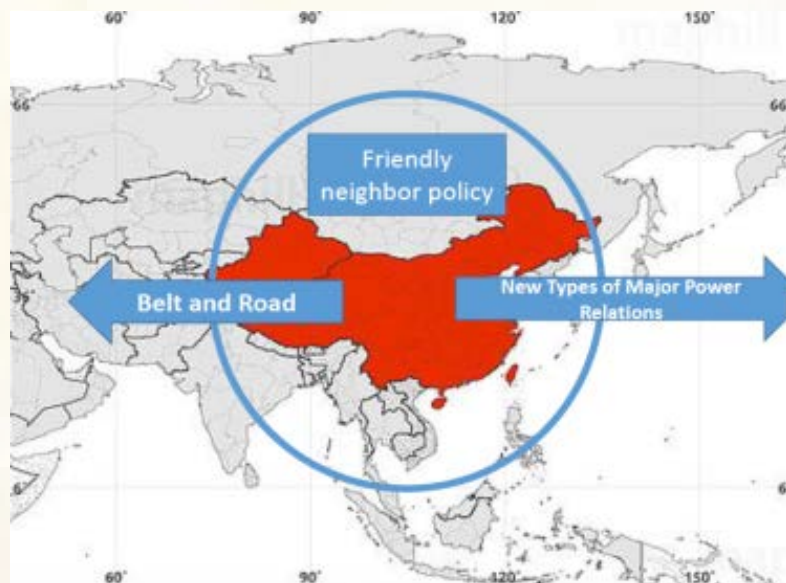 60° 90° 120° 150°
maphill
66 66
Friendly
neighbor policy
Belt and Road
New Types of Major Power
Relations
60° 90° 120° 150°